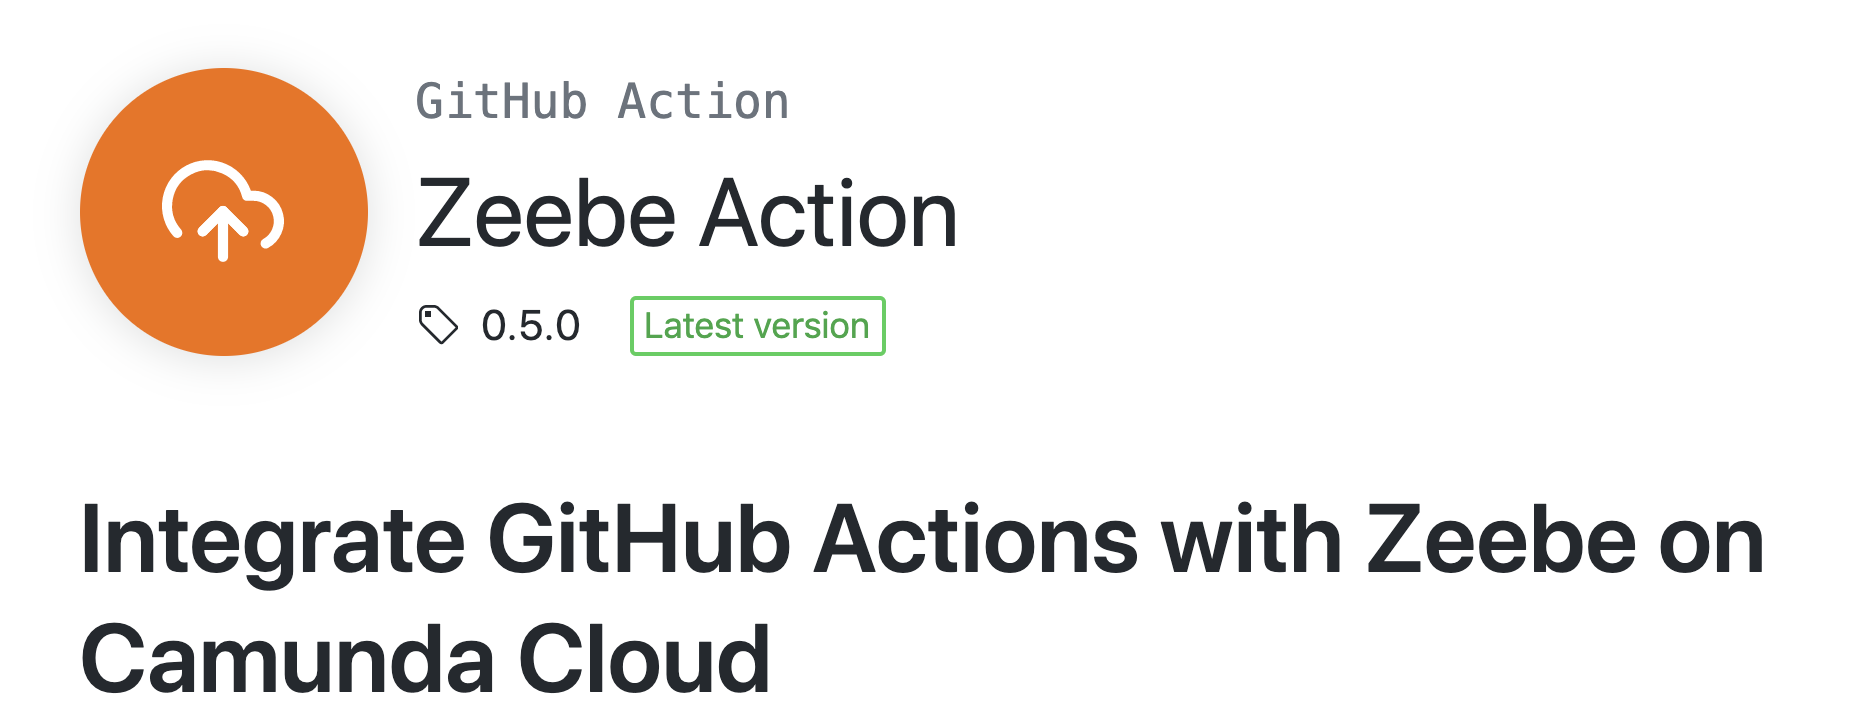 GitHub Action
Zeebe Action
0.5.0 Latest version
Integrate GitHub Actions with Zeebe on
Camunda Cloud